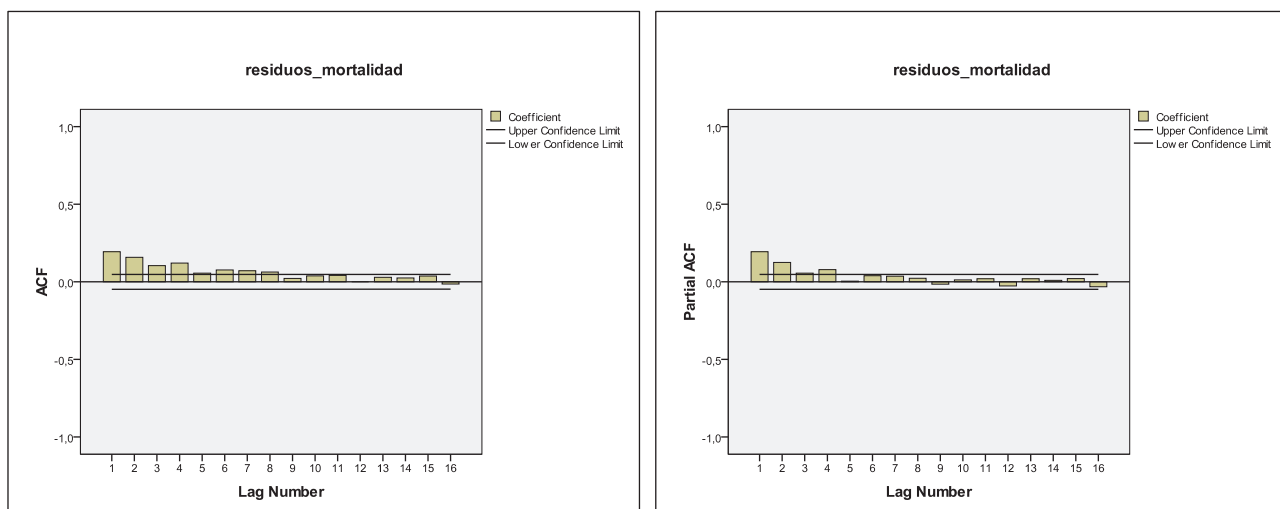 residuos_mortalidad
Coefficient
Upper Confidence Limit
Lower Confidence Limit
1,0
0,5
0,0
-0,5
-1,0
ACF
1 2 3 4 5 6 7 8 9 10 11 12 13 14 15 16
Lag Number
residuos_mortalidad
Coefficient
Upper Confidence Limit
Lower Confidence Limit
1,0
0,5
0,0
-0,5
-1,0
Partial ACF
1 2 3 4 5 6 7 8 9 10 11 12 13 14 15 16
Lag Number